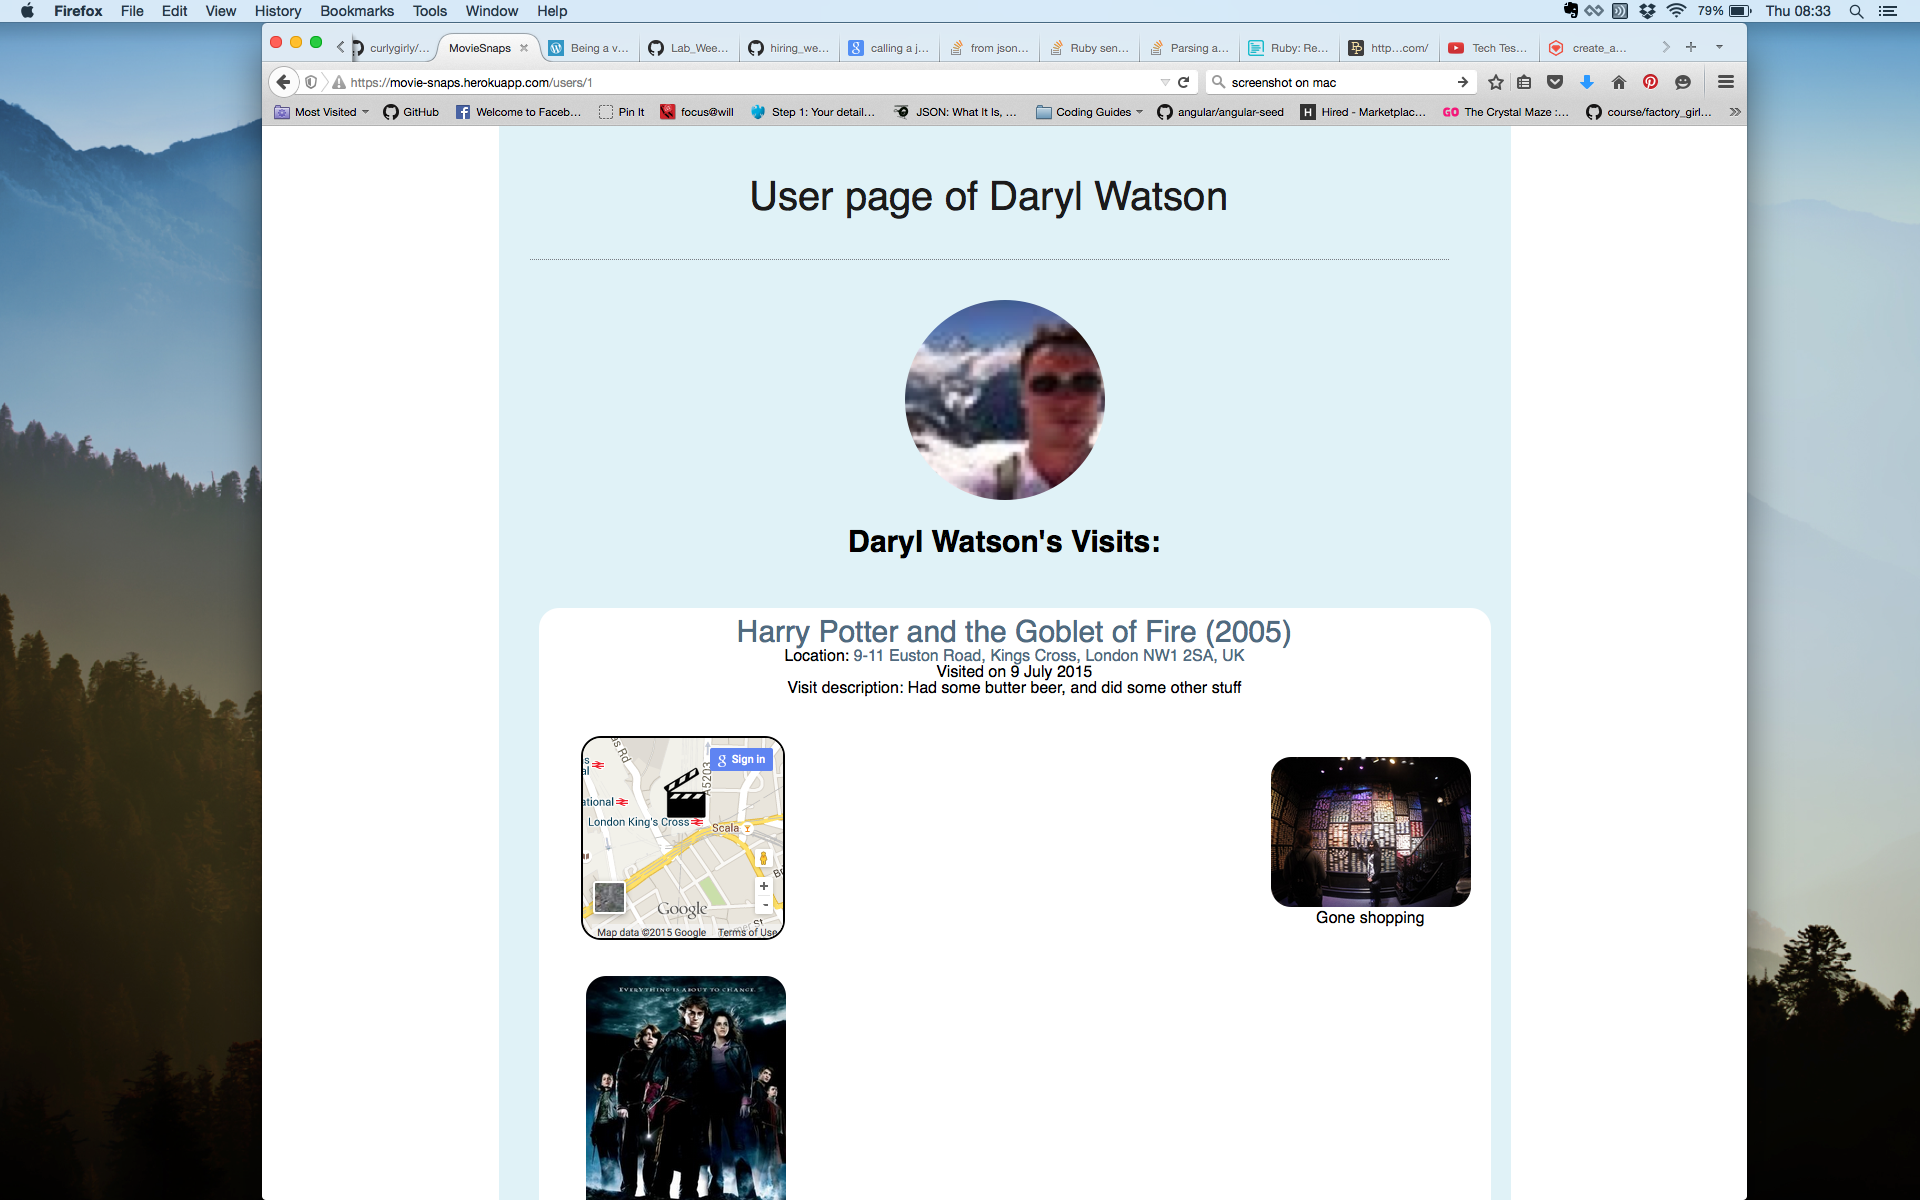 Firefox File Edit View History Bookmarks Tools Window Help 79% Thu 08:33
curlygirly/... MovieSnaps Being a v... Lab_Wee... hiring_we... calling a j... from json... Ruby sen... Parsing a... Ruby: Re... http...com/ Tech Tes... create_a...
https://movie-snaps.herokuapp.com/users/1 screenshot on mac
Most Visited GitHub Welcome to Faceb... Pin It focus@will Step 1: Your detail... JSON: What It Is, ... Coding Guides angular/angular-seed H Hired - Marketplac... GO The Crystal Maze :... course/factory_girl...
User page of Daryl Watson
Daryl Watson's Visits:
Harry Potter and the Goblet of Fire (2005)
Location: 9-11 Euston Road, Kings Cross, London NW1 2SA, UK
Visited on 9 July 2015
Visit description: Had some butter beer, and did some other stuff
as Rd
A5203
g Sign in
ational
London King's Cross
Scala
+
-
Google
Map data ©2015 Google Terms of Use
Gone shopping
EVERYTHING IS ABOUT TO CHANGE.